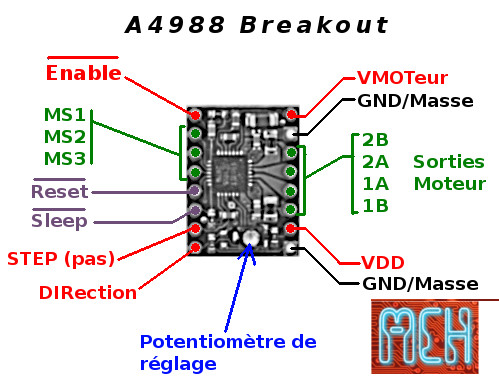 A4988 Breakout
Enable
MS1
MS2
MS3
Reset
Sleep
STEP (pas)
DIRection
VMOTeur
GND/Masse
2B
2A
1A
1B
Sorties
Moteur
VDD
GND/Masse
Potentiomètre de
réglage
MCH